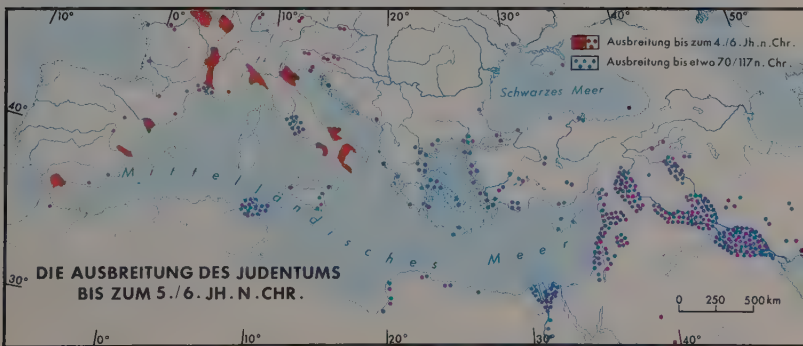 /10°
/0°
10°
20°
30°
\40°
\50°
Ausbreitung bis zum 4./6. Jh. n. Chr.
Ausbreitung bis etwa 70/117 n. Chr.
Schwarzes Meer
40°
Mittelländisches Meer
DIE AUSBREITUNG DES JUDENTUMS
BIS ZUM 5./6. JH. N. CHR.
30°
0 250 500 km
/0°
10°
20°
30°
40°